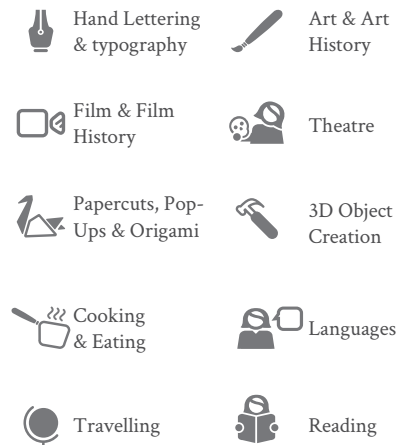 Hand Lettering
& typography
Art & Art
History
Film & Film
History
Theatre
Papercuts, Pop-
Ups & Origami
3D Object
Creation
Cooking
& Eating
Languages
Travelling
Reading